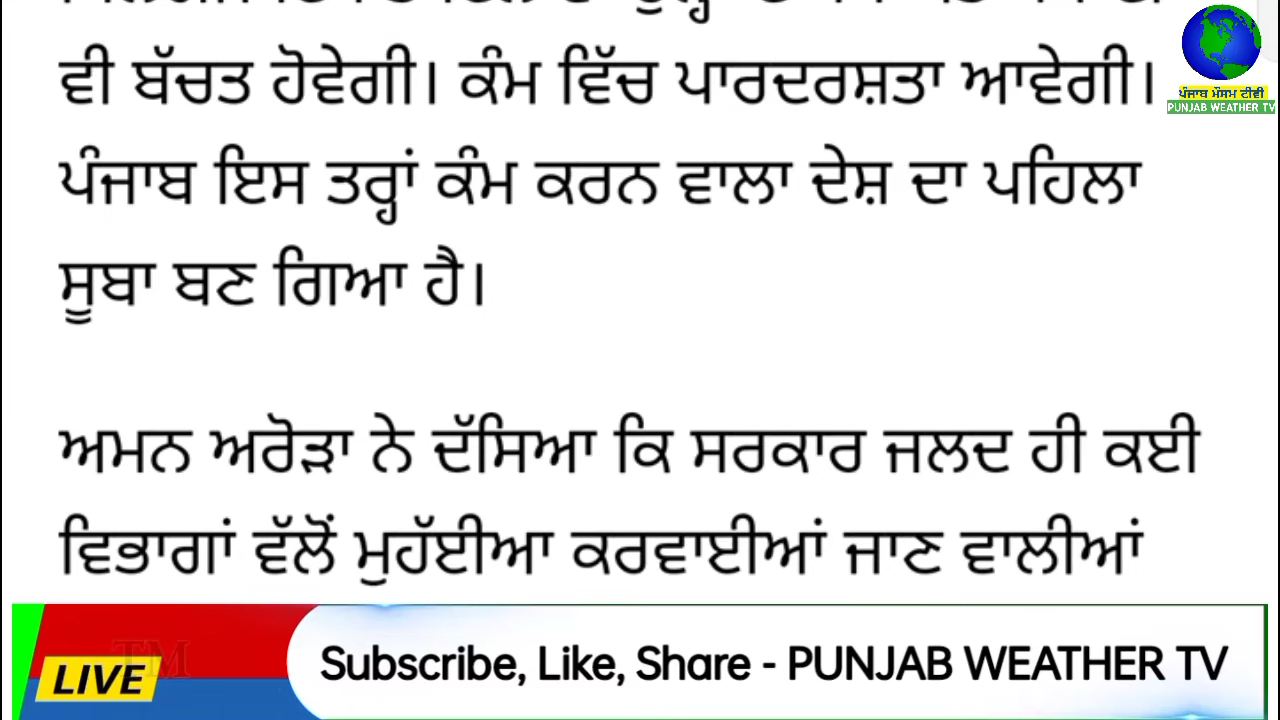 ਵੀ ਬੱਚਤ ਹੋਵੇਗੀ। ਕੰਮ ਵਿੱਚ ਪਾਰਦਰਸ਼ਤਾ ਆਵੇਗੀ।
ਪੰਜਾਬ ਇਸ ਤਰ੍ਹਾਂ ਕੰਮ ਕਰਨ ਵਾਲਾ ਦੇਸ਼ ਦਾ ਪਹਿਲਾ
ਸੂਬਾ ਬਣ ਗਿਆ ਹੈ।
ਅਮਨ ਅਰੋੜਾ ਨੇ ਦੱਸਿਆ ਕਿ ਸਰਕਾਰ ਜਲਦ ਹੀ ਕਈ
ਵਿਭਾਗਾਂ ਵੱਲੋਂ ਮੁਹੱਈਆ ਕਰਵਾਈਆਂ ਜਾਣ ਵਾਲੀਆਂ
ਪੰਜਾਬ ਮੌਸਮ ਟੀਵੀ
PUNJAB WEATHER TV
TM
LIVE
Subscribe, Like, Share - PUNJAB WEATHER TV